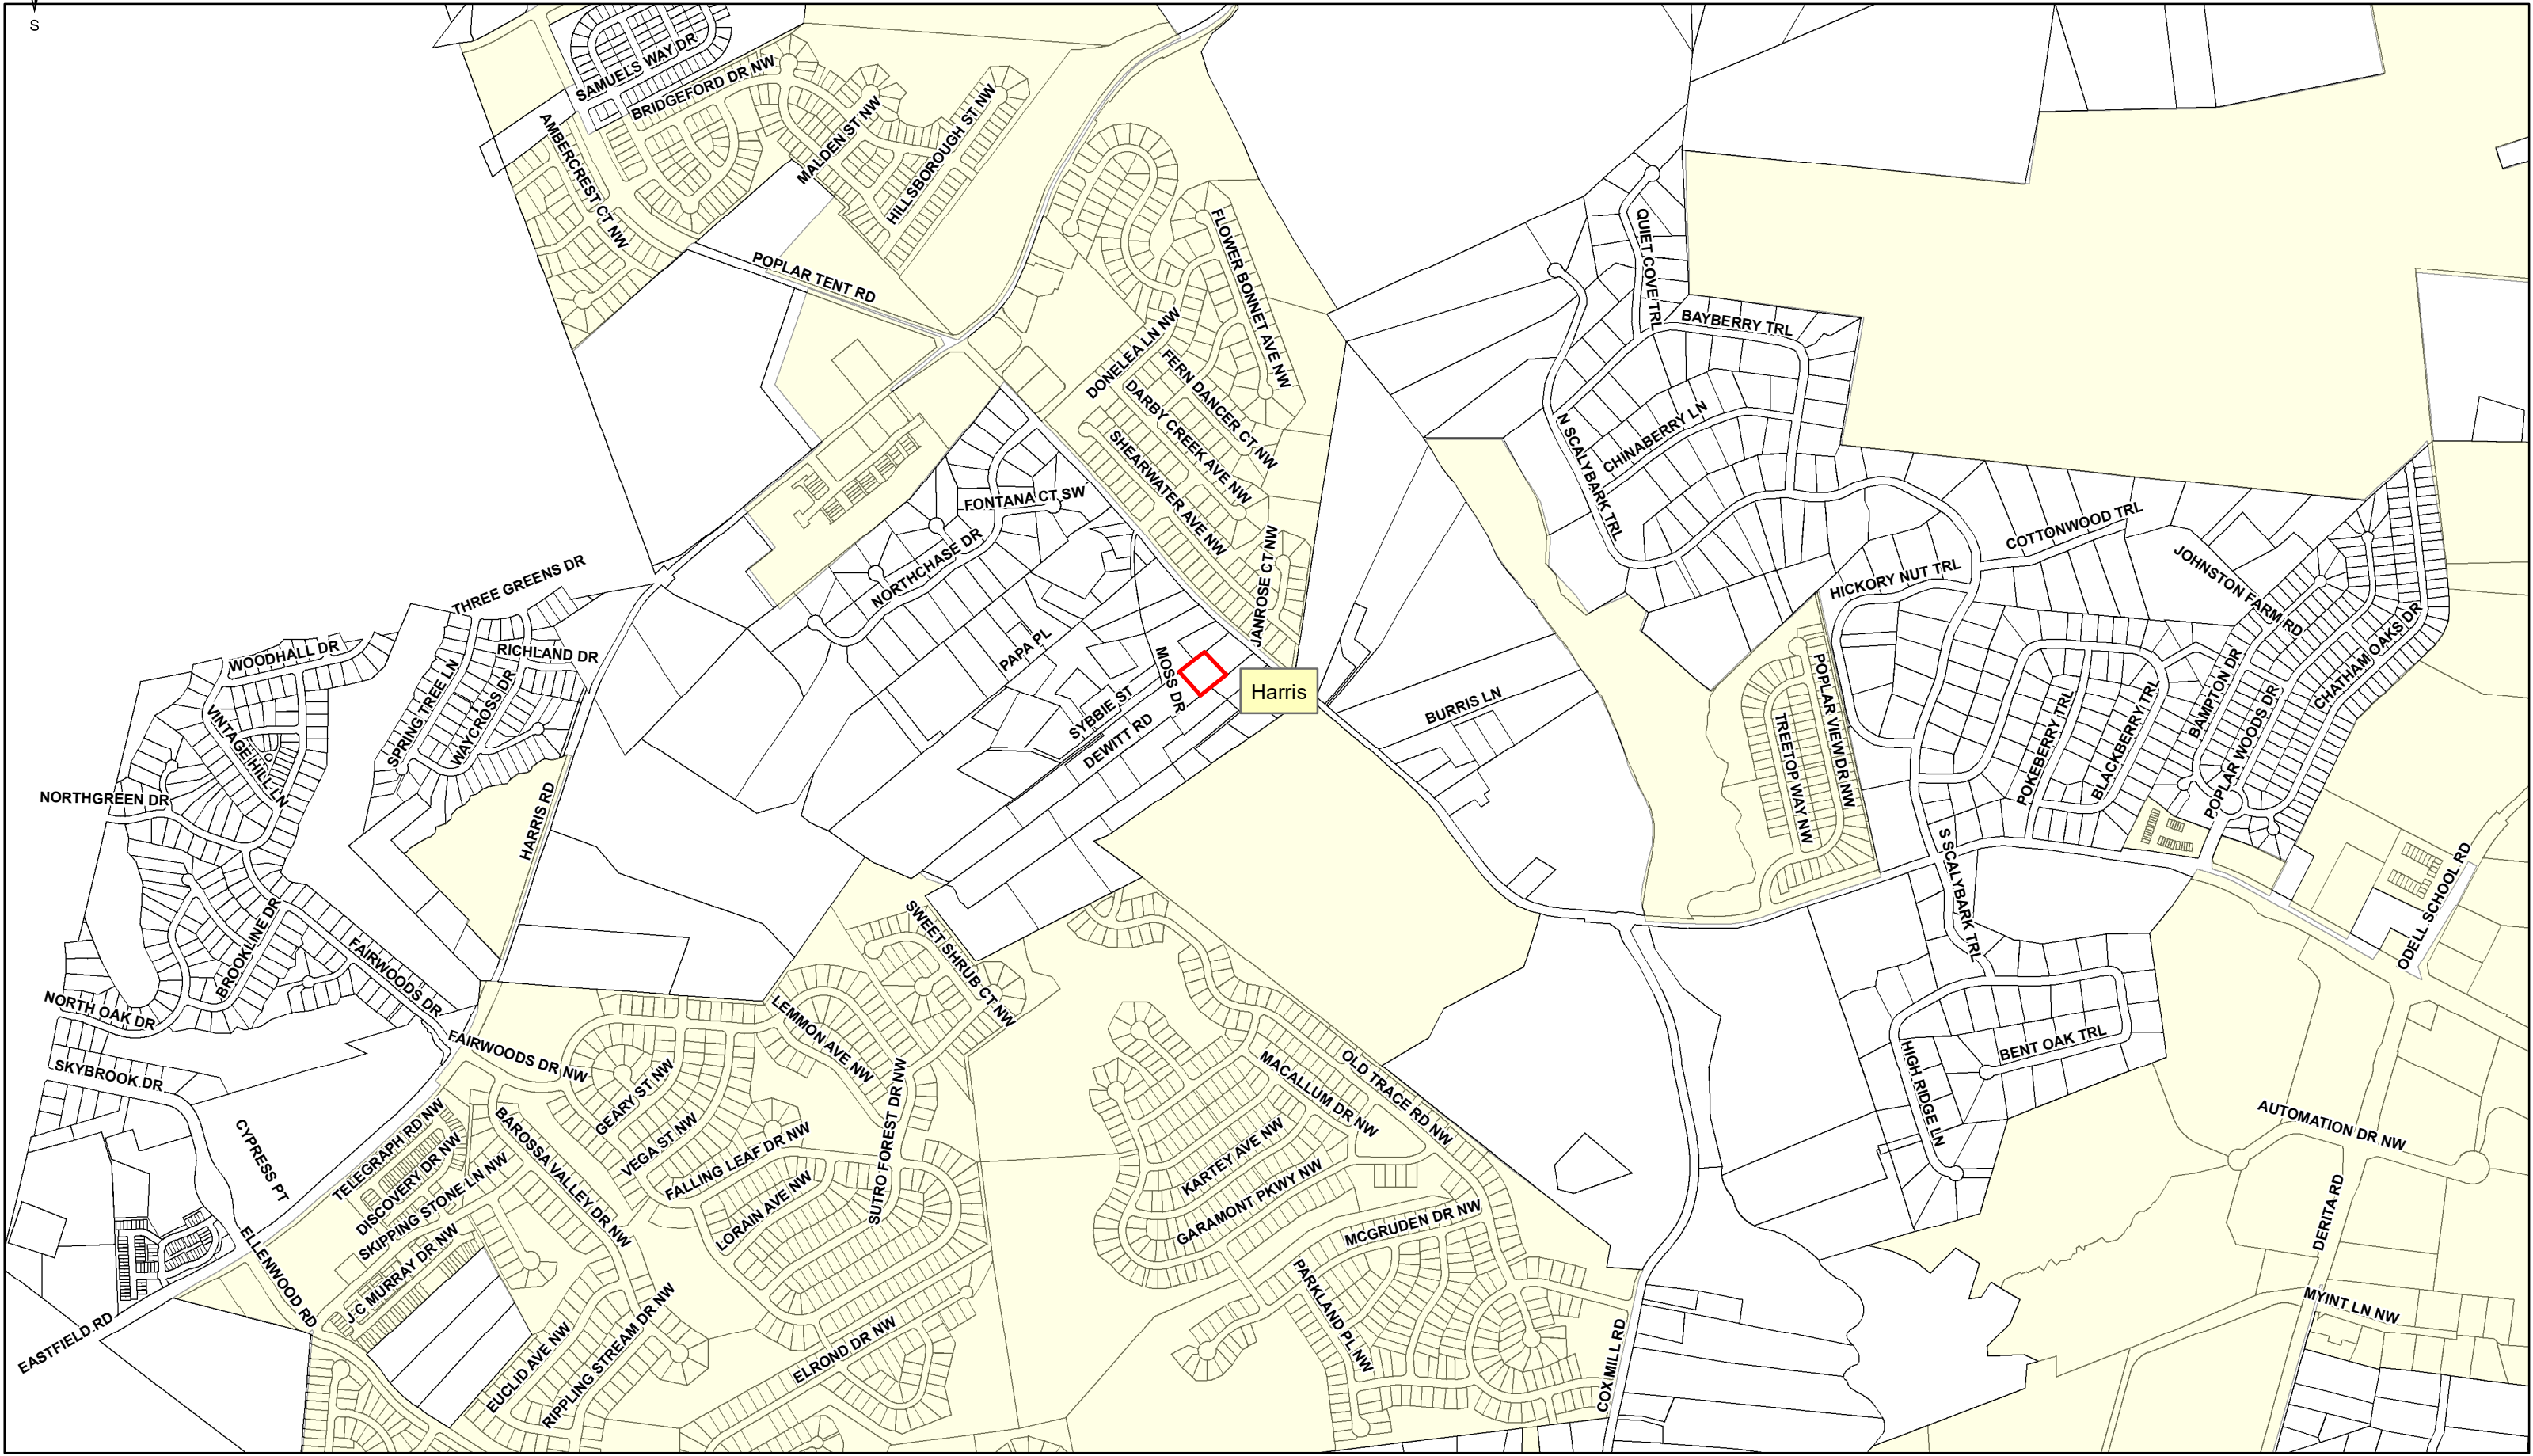 S
SAMUELS WAY DR
BRIDGEFORD DR NW
AMBERCREST CT NW
MALDEN ST NW
HILLSBOROUGH ST NW
POPLAR TENT RD
FLOWER BONNET AVE NW
DONELEA LN NW
FERN DANCER CT NW
DARBY CREEK AVE NW
SHEARWATER AVE NW
JANROSE CT NW
QUIET COVE TRL
BAYBERRY TRL
CHINABERRY LN
N SCALYBARK TRL
COTTONWOOD TRL
HICKORY NUT TRL
JOHNSTON FARM RD
FONTANA CT SW
NORTHCHASE DR
PAPA PL
MOSS DR
SYBBIE ST
DEWITT RD
Harris
BURRIS LN
THREE GREENS DR
WOODHALL DR
RICHLAND DR
SPRING TREE LN
WAYCROSS DR
VINTAGE HILL LN
NORTHGREEN DR
HARRIS RD
POPLAR VIEW DR NW
TREETOP WAY NW
POKEBERRY TRL
BLACKBERRY TRL
BAMPTON DR
POPLAR WOODS DR
CHATHAM OAKS DR
S SCALYBARK TRL
ODELL SCHOOL RD
BROOKLINE DR
FAIRWOODS DR
NORTH OAK DR
SKYBROOK DR
CYPRESS PT
FAIRWOODS DR NW
SWEET SHRUB CT NW
LEMMON AVE NW
GEARY ST NW
VEGA ST NW
SUTRO FOREST DR NW
FALLING LEAF DR NW
LORAIN AVE NW
BAROSSA VALLEY DR NW
TELEGRAPH RD NW
DISCOVERY DR NW
SKIPPING STONE LN NW
J C MURRAY DR NW
ELLENWOOD RD
EASTFIELD RD
EUCLID AVE NW
RIPPLING STREAM DR NW
ELROND DR NW
MACALLUM DR NW
OLD TRACE RD NW
KARTEY AVE NW
GARAMONT PKWY NW
MCGRUDEN DR NW
PARKLAND PL NW
COX MILL RD
HIGH RIDGE LN
BENT OAK TRL
AUTOMATION DR NW
DERITA RD
MYINT LN NW